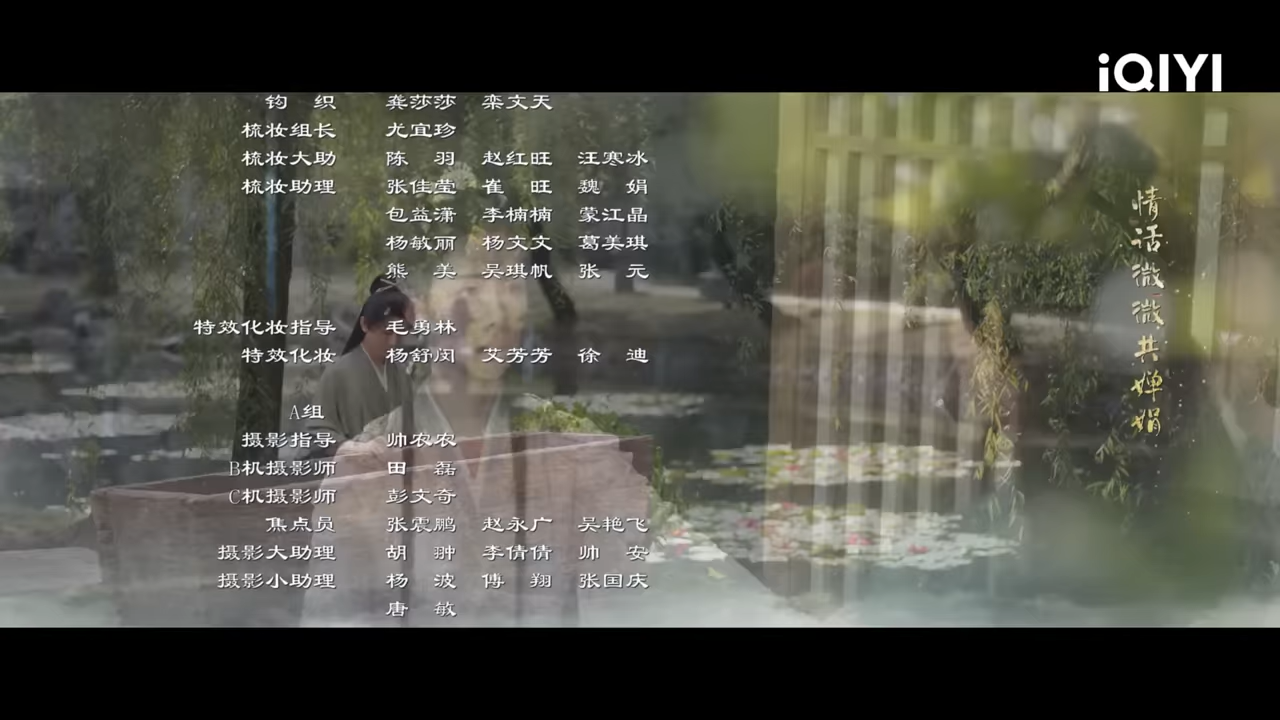 iQIYI
钩 织 龚莎莎 栾文天
梳妆组长 尤宜珍
梳妆大助 陈 羽 赵红旺 汪寒冰
梳妆助理 张佳莹 崔 旺 魏 娟
包益潇 李楠楠 蒙江晶
杨敏丽 杨文文 葛美琪
熊 美 吴琪帆 张 元
特效化妆指导 毛勇林
特效化妆 杨舒闵 艾芳芳 徐 迪
A组
摄影指导 帅农农
B机摄影师 田 磊
C机摄影师 彭文奇
焦点员 张震鹏 赵永广 吴艳飞
摄影大助理 胡 翀 李倩倩 帅 安
摄影小助理 杨 波 傅 翔 张国庆
唐 敏
情话微微共婵娟